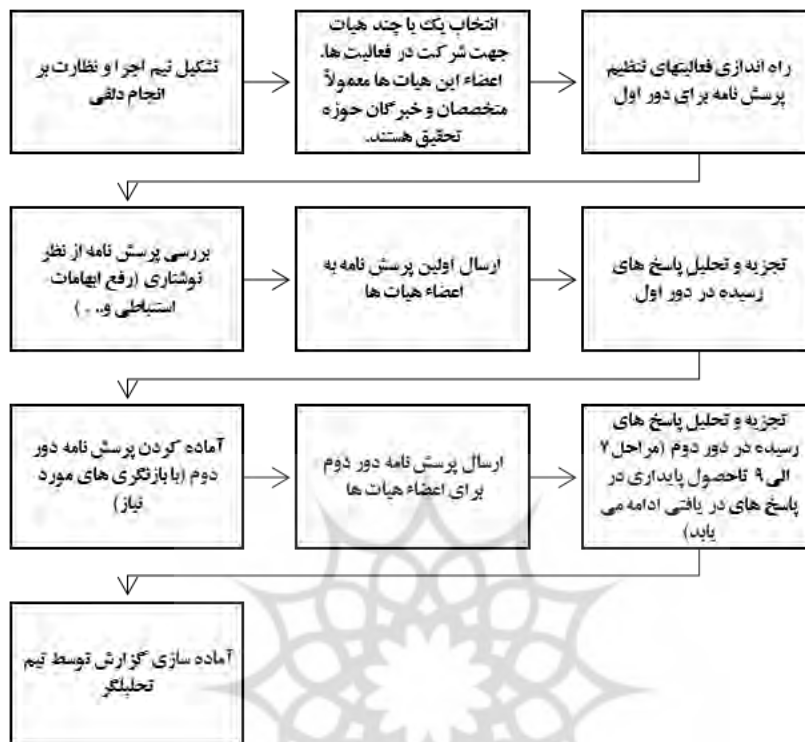 تشکیل تیم اجرا و نظارت بر
انجام دلفی
انتخاب یک یا چند هیات
جهت شرکت در فعالیت ها.
اعضاء این هیات ها معمولاً
متخصصان و خبرگان حوزه
تحقیق هستند.
راه اندازی فعالیتهای تنظیم
پرسش نامه برای دور اول
بررسی پرسش نامه از نظر
نوشتاری (رفع ابهامات
استنباطی و.. . )
ارسال اولین پرسش نامه به
اعضاء هیات ها
تجزیه و تحلیل پاسخ های
رسیده در دور اول
آماده کردن پرسش نامه دور
دوم (با بازنگری های مورد
نیاز)
ارسال پرسش نامه دور دوم
برای اعضاء هیات ها
تجزیه و تحلیل پاسخ های
رسیده در دور دوم (مراحل ۷
الی ۹ تاحصول پایداری در
پاسخ های در یافتی ادامه می
یابد)
آماده سازی گزارش توسط تیم
تحلیلگر